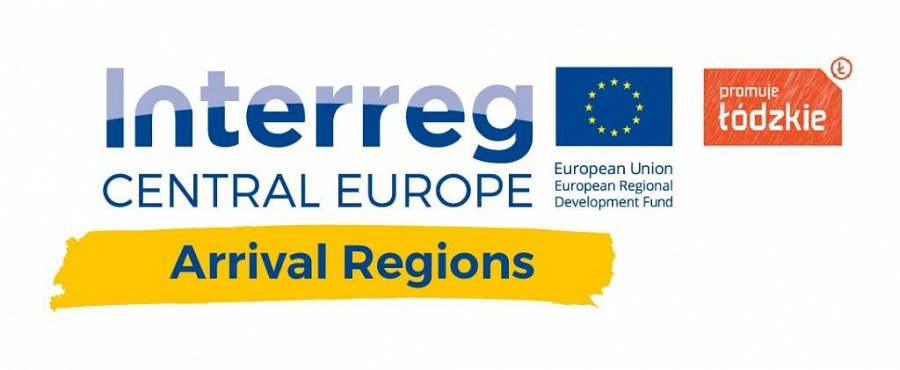 Interreg
CENTRAL EUROPE
Arrival Regions
European Union
European Regional
Development Fund
promuje
łódzkie
Ł